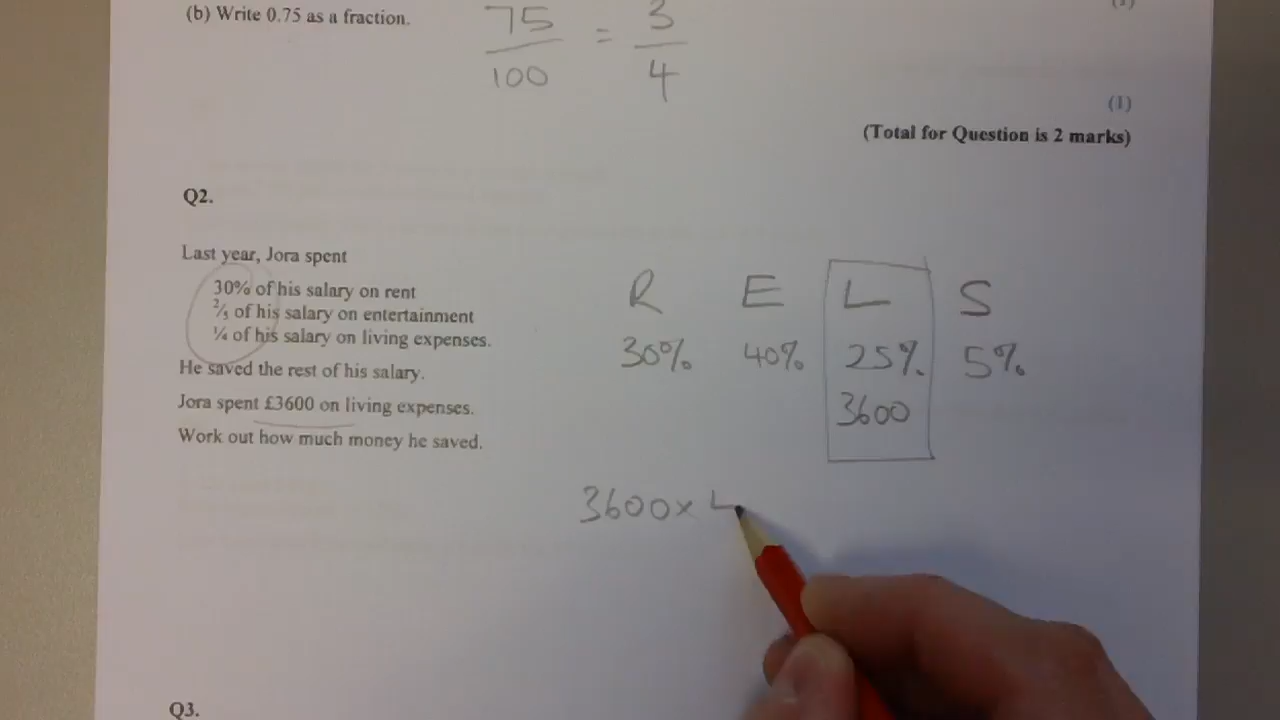 (b) Write 0.75 as a fraction.
75/100 = 3/4
(1)
(Total for Question is 2 marks)
Q2.
Last year, Jora spent
30% of his salary on rent
2/5 of his salary on entertainment
¼ of his salary on living expenses.
He saved the rest of his salary.
Jora spent £3600 on living expenses.
Work out how much money he saved.
R E L S
30% 40% 25% 5%
3600
3600 ×
Q3.